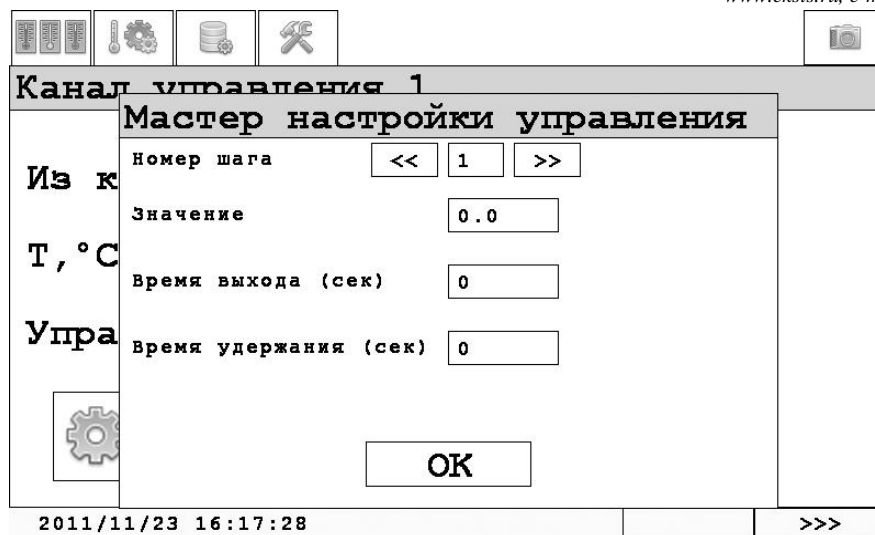 Канал управления 1
Мастер настройки управления
Номер шага << 1 >>
Из к
Значение 0.0
T,°C
Время выхода (сек) 0
Упра
Время удержания (сек) 0
OK
2011/11/23 16:17:28 >>>